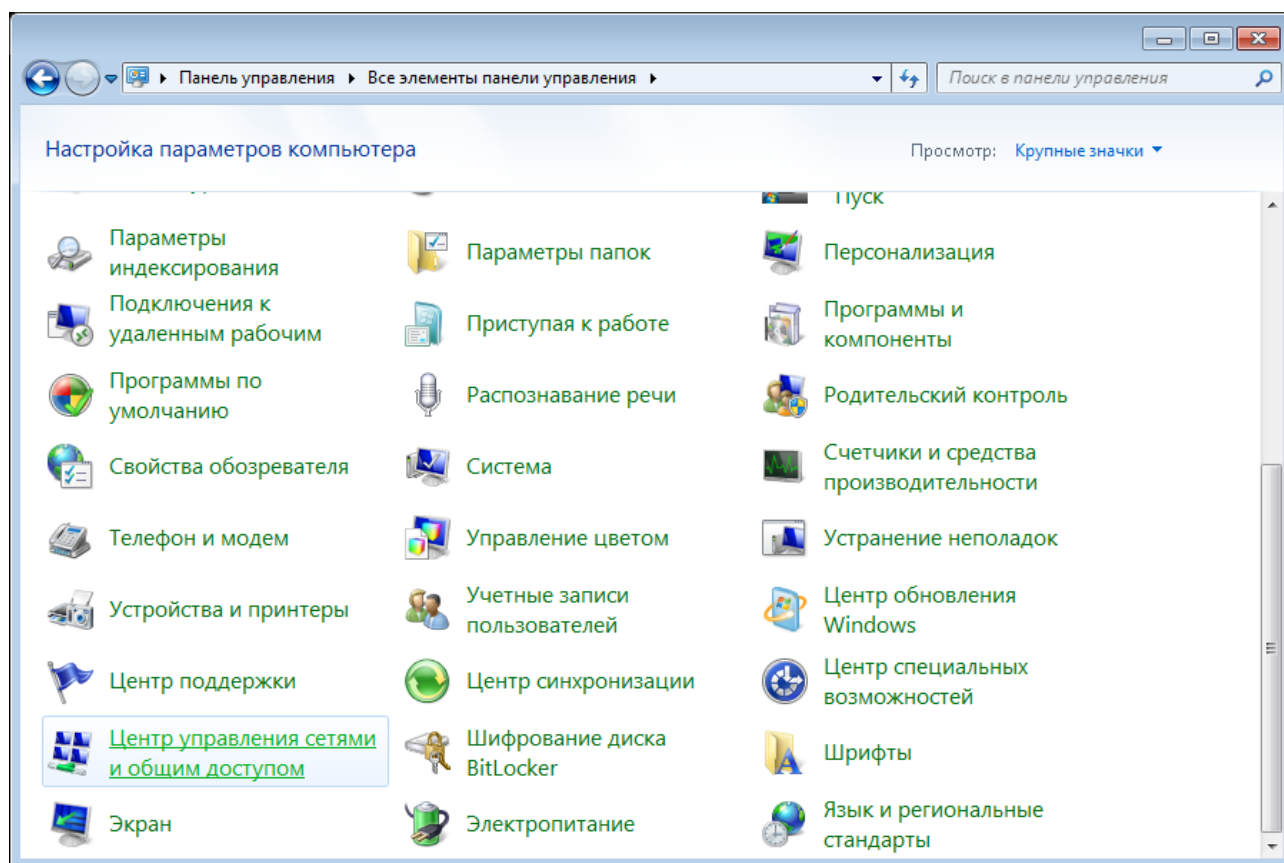 Панель управления Все элементы панели управления
Поиск в панели управления
Настройка параметров компьютера
Просмотр: Крупные значки
Пуск
Параметры
индексирования
Параметры папок
Персонализация
Подключения к
удаленным рабочим
Приступая к работе
Программы и
компоненты
Программы по
умолчанию
Распознавание речи
Родительский контроль
Свойства обозревателя
Система
Счетчики и средства
производительности
Телефон и модем
Управление цветом
Устранение неполадок
Устройства и принтеры
Учетные записи
пользователей
Центр обновления
Windows
Центр поддержки
Центр синхронизации
Центр специальных
возможностей
Центр управления сетями
и общим доступом
Шифрование диска
BitLocker
Шрифты
Экран
Электропитание
Язык и региональные
стандарты